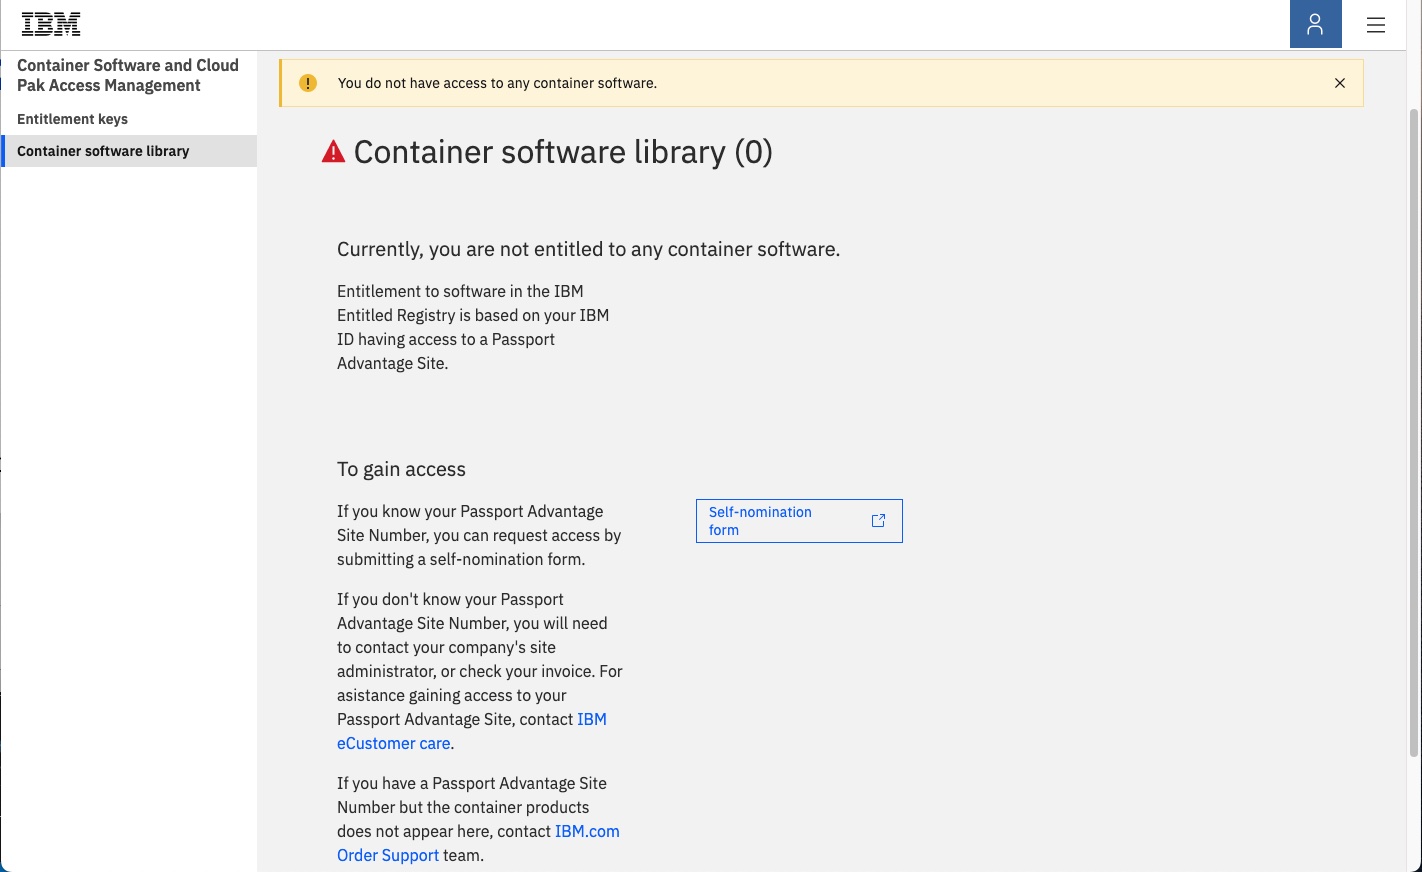 IBM
Container Software and Cloud
Pak Access Management
Entitlement keys
Container software library
You do not have access to any container software.
Container software library (0)
Currently, you are not entitled to any container software.
Entitlement to software in the IBM
Entitled Registry is based on your IBM
ID having access to a Passport
Advantage Site.
To gain access
If you know your Passport Advantage
Site Number, you can request access by
submitting a self-nomination form.
Self-nomination
form
If you don't know your Passport
Advantage Site Number, you will need
to contact your company's site
administrator, or check your invoice. For
asistance gaining access to your
Passport Advantage Site, contact IBM
eCustomer care.
If you have a Passport Advantage Site
Number but the container products
does not appear here, contact IBM.com
Order Support team.